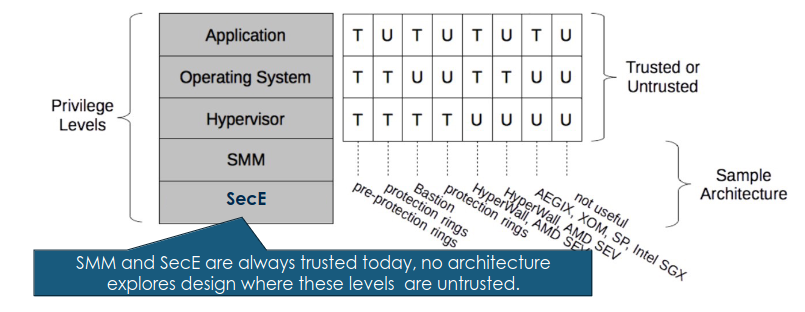 Application T U T U T U T U
Operating System T T U U T T U U
Hypervisor T T T T U U U U
SMM
SecE
Privilege
Levels
Trusted or
Untrusted
pre-protection rings
protection rings
Bastion
protection rings
HyperWall, AMD SEV
HyperWall, AMD SEV
AEGIX, XOM, SP, Intel SGX
not useful
Sample
Architecture
SMM and SecE are always trusted today, no architecture
explores design where these levels are untrusted.